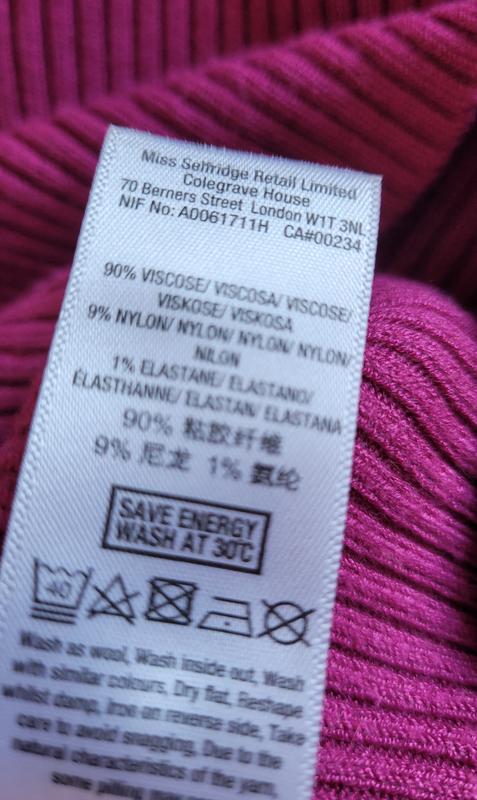 Miss Selfridge Retail Limited
Colegrave House
70 Berners Street London W1T 3NL
NIF No: A0061711H CA#00234
90% VISCOSE/ VISCOSA/ VISCOSE/
VISKOSE/ VISKOSA
9% NYLON/ NYLON/ NYLON/ NYLON/
NILON
1% ELASTANE/ ELASTANO/
ÉLASTHANNE/ ELASTAN/ ELASTANA
90% 粘胶纤维
9% 尼龙 1% 氨纶
SAVE ENERGY
WASH AT 30°C
40
Wash as wool, Wash inside out, Wash
with similar colours, Dry flat, Reshape
whilst damp, Iron on reverse side, Take
care to avoid snagging. Due to the
natural characteristics of the yarn,
some pilling may